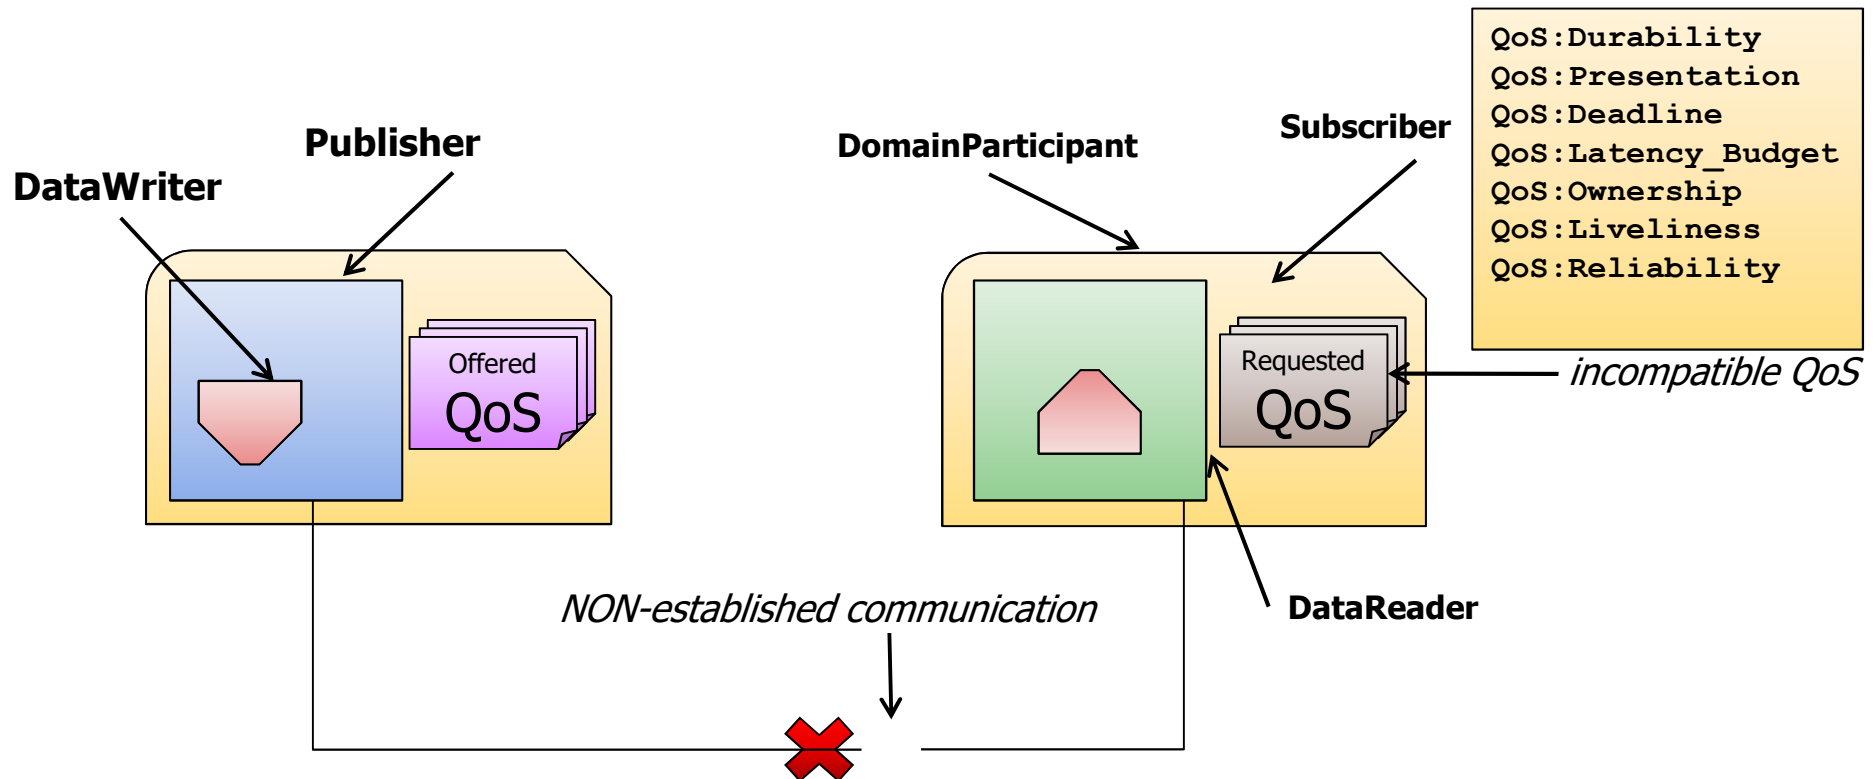 QoS:Durability
QoS:Presentation
QoS:Deadline
QoS:Latency_Budget
QoS:Ownership
QoS:Liveliness
QoS:Reliability
Publisher
DomainParticipant
Subscriber
DataWriter
Offered
QoS
Requested
QoS
incompatible QoS
NON-established communication
DataReader